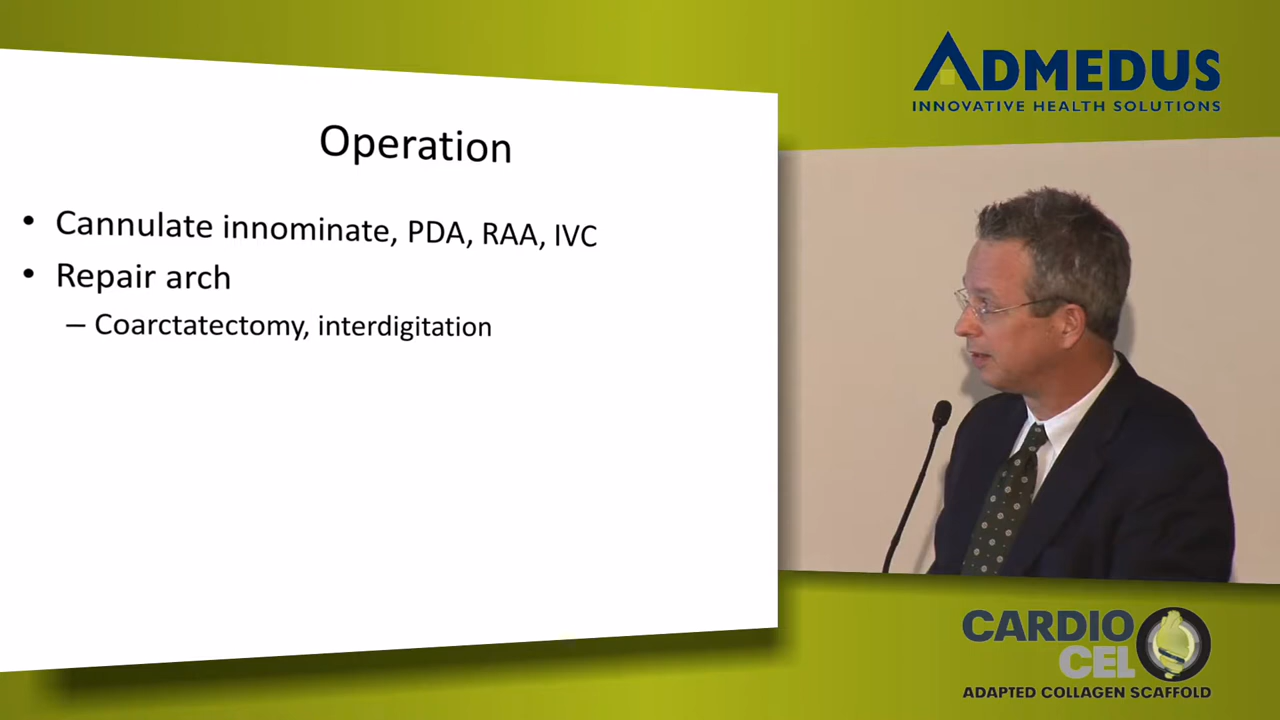 ADMEDUS
INNOVATIVE HEALTH SOLUTIONS
Operation
• Cannulate innominate, PDA, RAA, IVC
• Repair arch
– Coarctatectomy, interdigitation
CARDIO
CEL
ADAPTED COLLAGEN SCAFFOLD